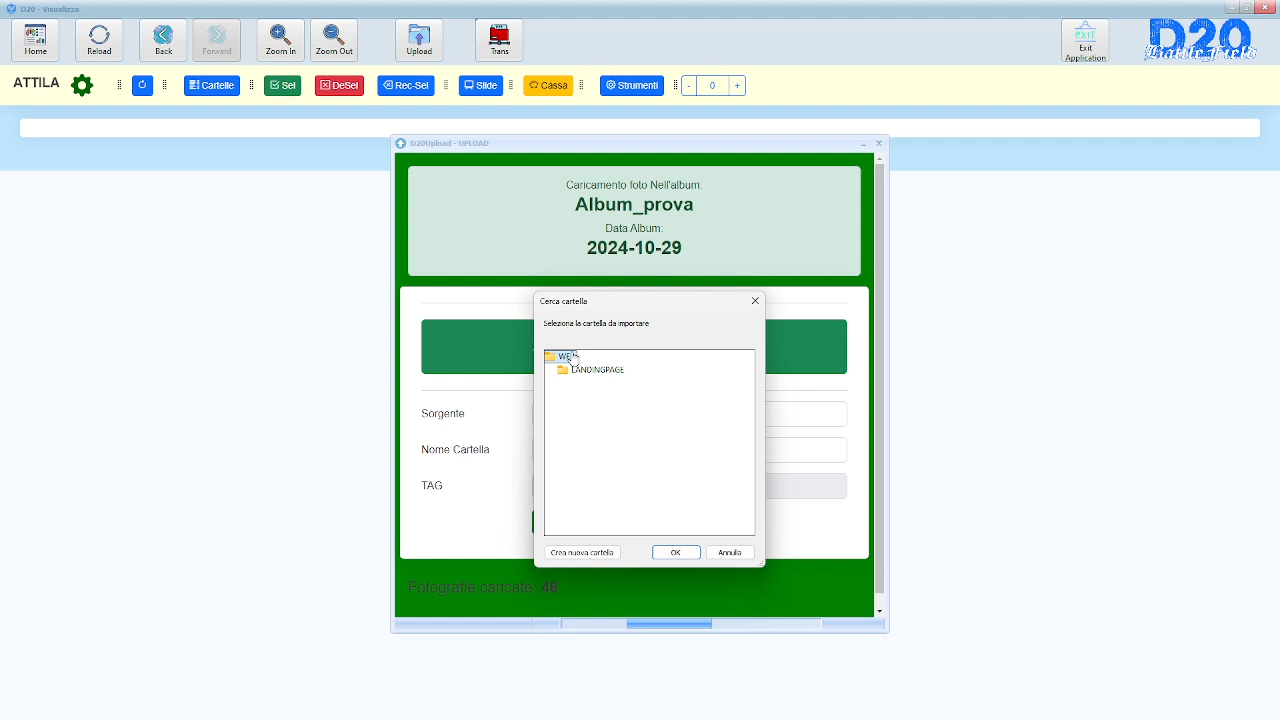 D20 - Visualizza
Home
Reload
Back
Forward
Zoom In
Zoom Out
Upload
Trans
EXIT
Exit
Application
D20
Battle Field
ATTILA
Cartelle
Sel
DeSel
Rec-Sel
Slide
Cassa
Strumenti
- 0 +
D20Upload - UPLOAD
Caricamento foto Nell'album:
Album_prova
Data Album:
2024-10-29
Cerca cartella
Seleziona la cartella da importare
LANDINGPAGE
Sorgente
Nome Cartella
TAG
Crea nuova cartella
OK
Annulla
Fotografie caricate: 46